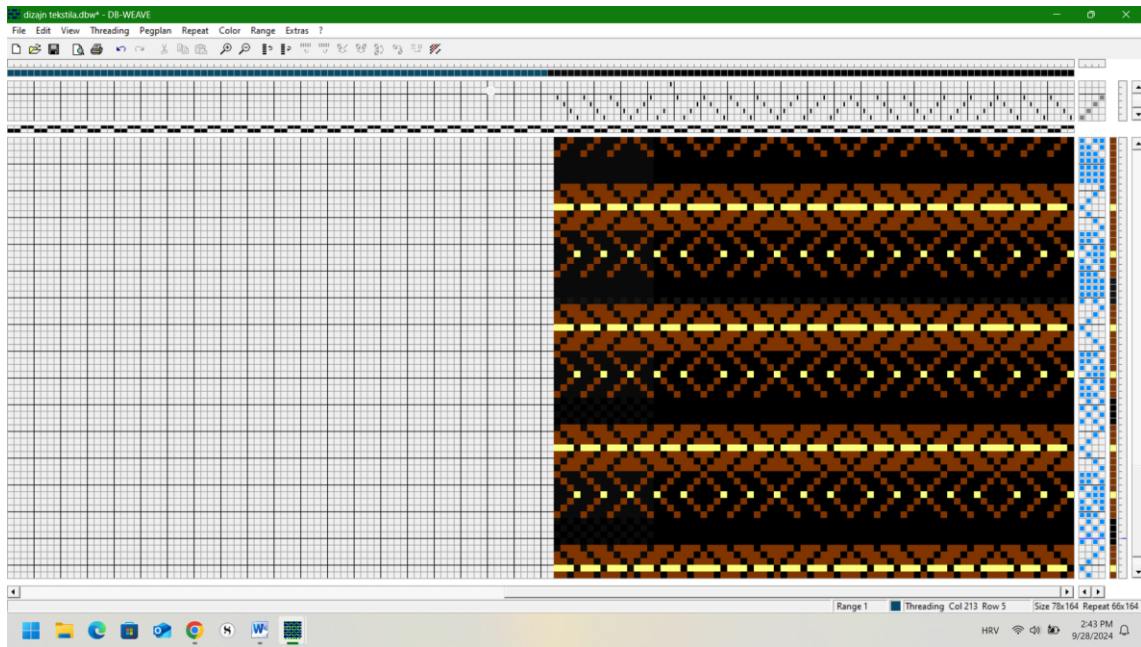 dizajn tekstila.dbw* - DB-WEAVE
File Edit View Threading Pegplan Repeat Color Range Extras ?
Range 1 Threading Col 213 Row 5 Size 78x164 Repeat 66x164
HRV 2:43 PM
9/28/2024